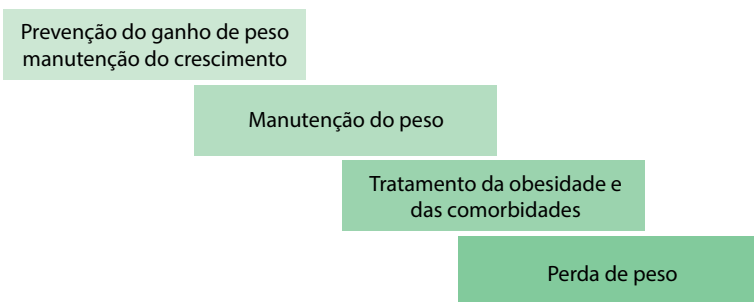 Prevenção do ganho de peso
manutenção do crescimento
Manutenção do peso
Tratamento da obesidade e
das comorbidades
Perda de peso